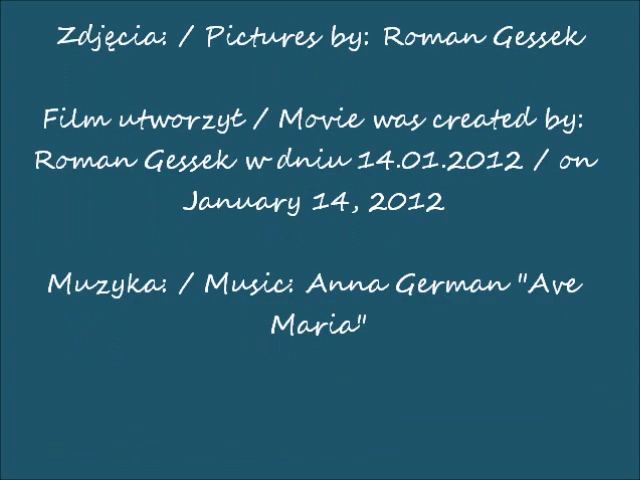 Zdjęcia: / Pictures by: Roman Gessek
Film utworzył / Movie was created by:
Roman Gessek w dniu 14.01.2012 / on
January 14, 2012
Muzyka: / Music: Anna German "Ave
Maria"